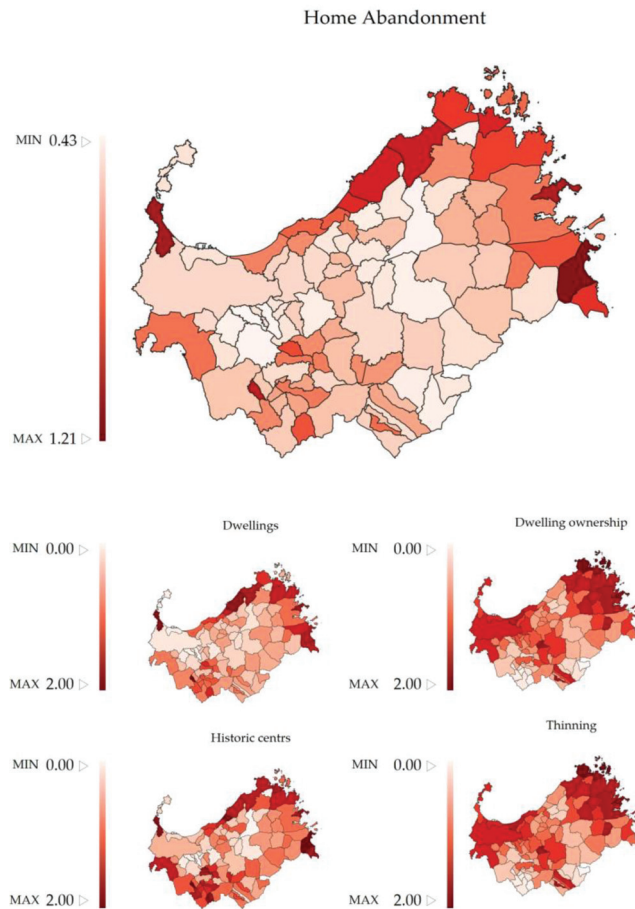 Home Abandonment
MIN 0.43
MAX 1.21
Dwellings
MIN 0.00
MAX 2.00
Dwelling ownership
MIN 0.00
MAX 2.00
Historic centrs
MIN 0.00
MAX 2.00
Thinning
MIN 0.00
MAX 2.00